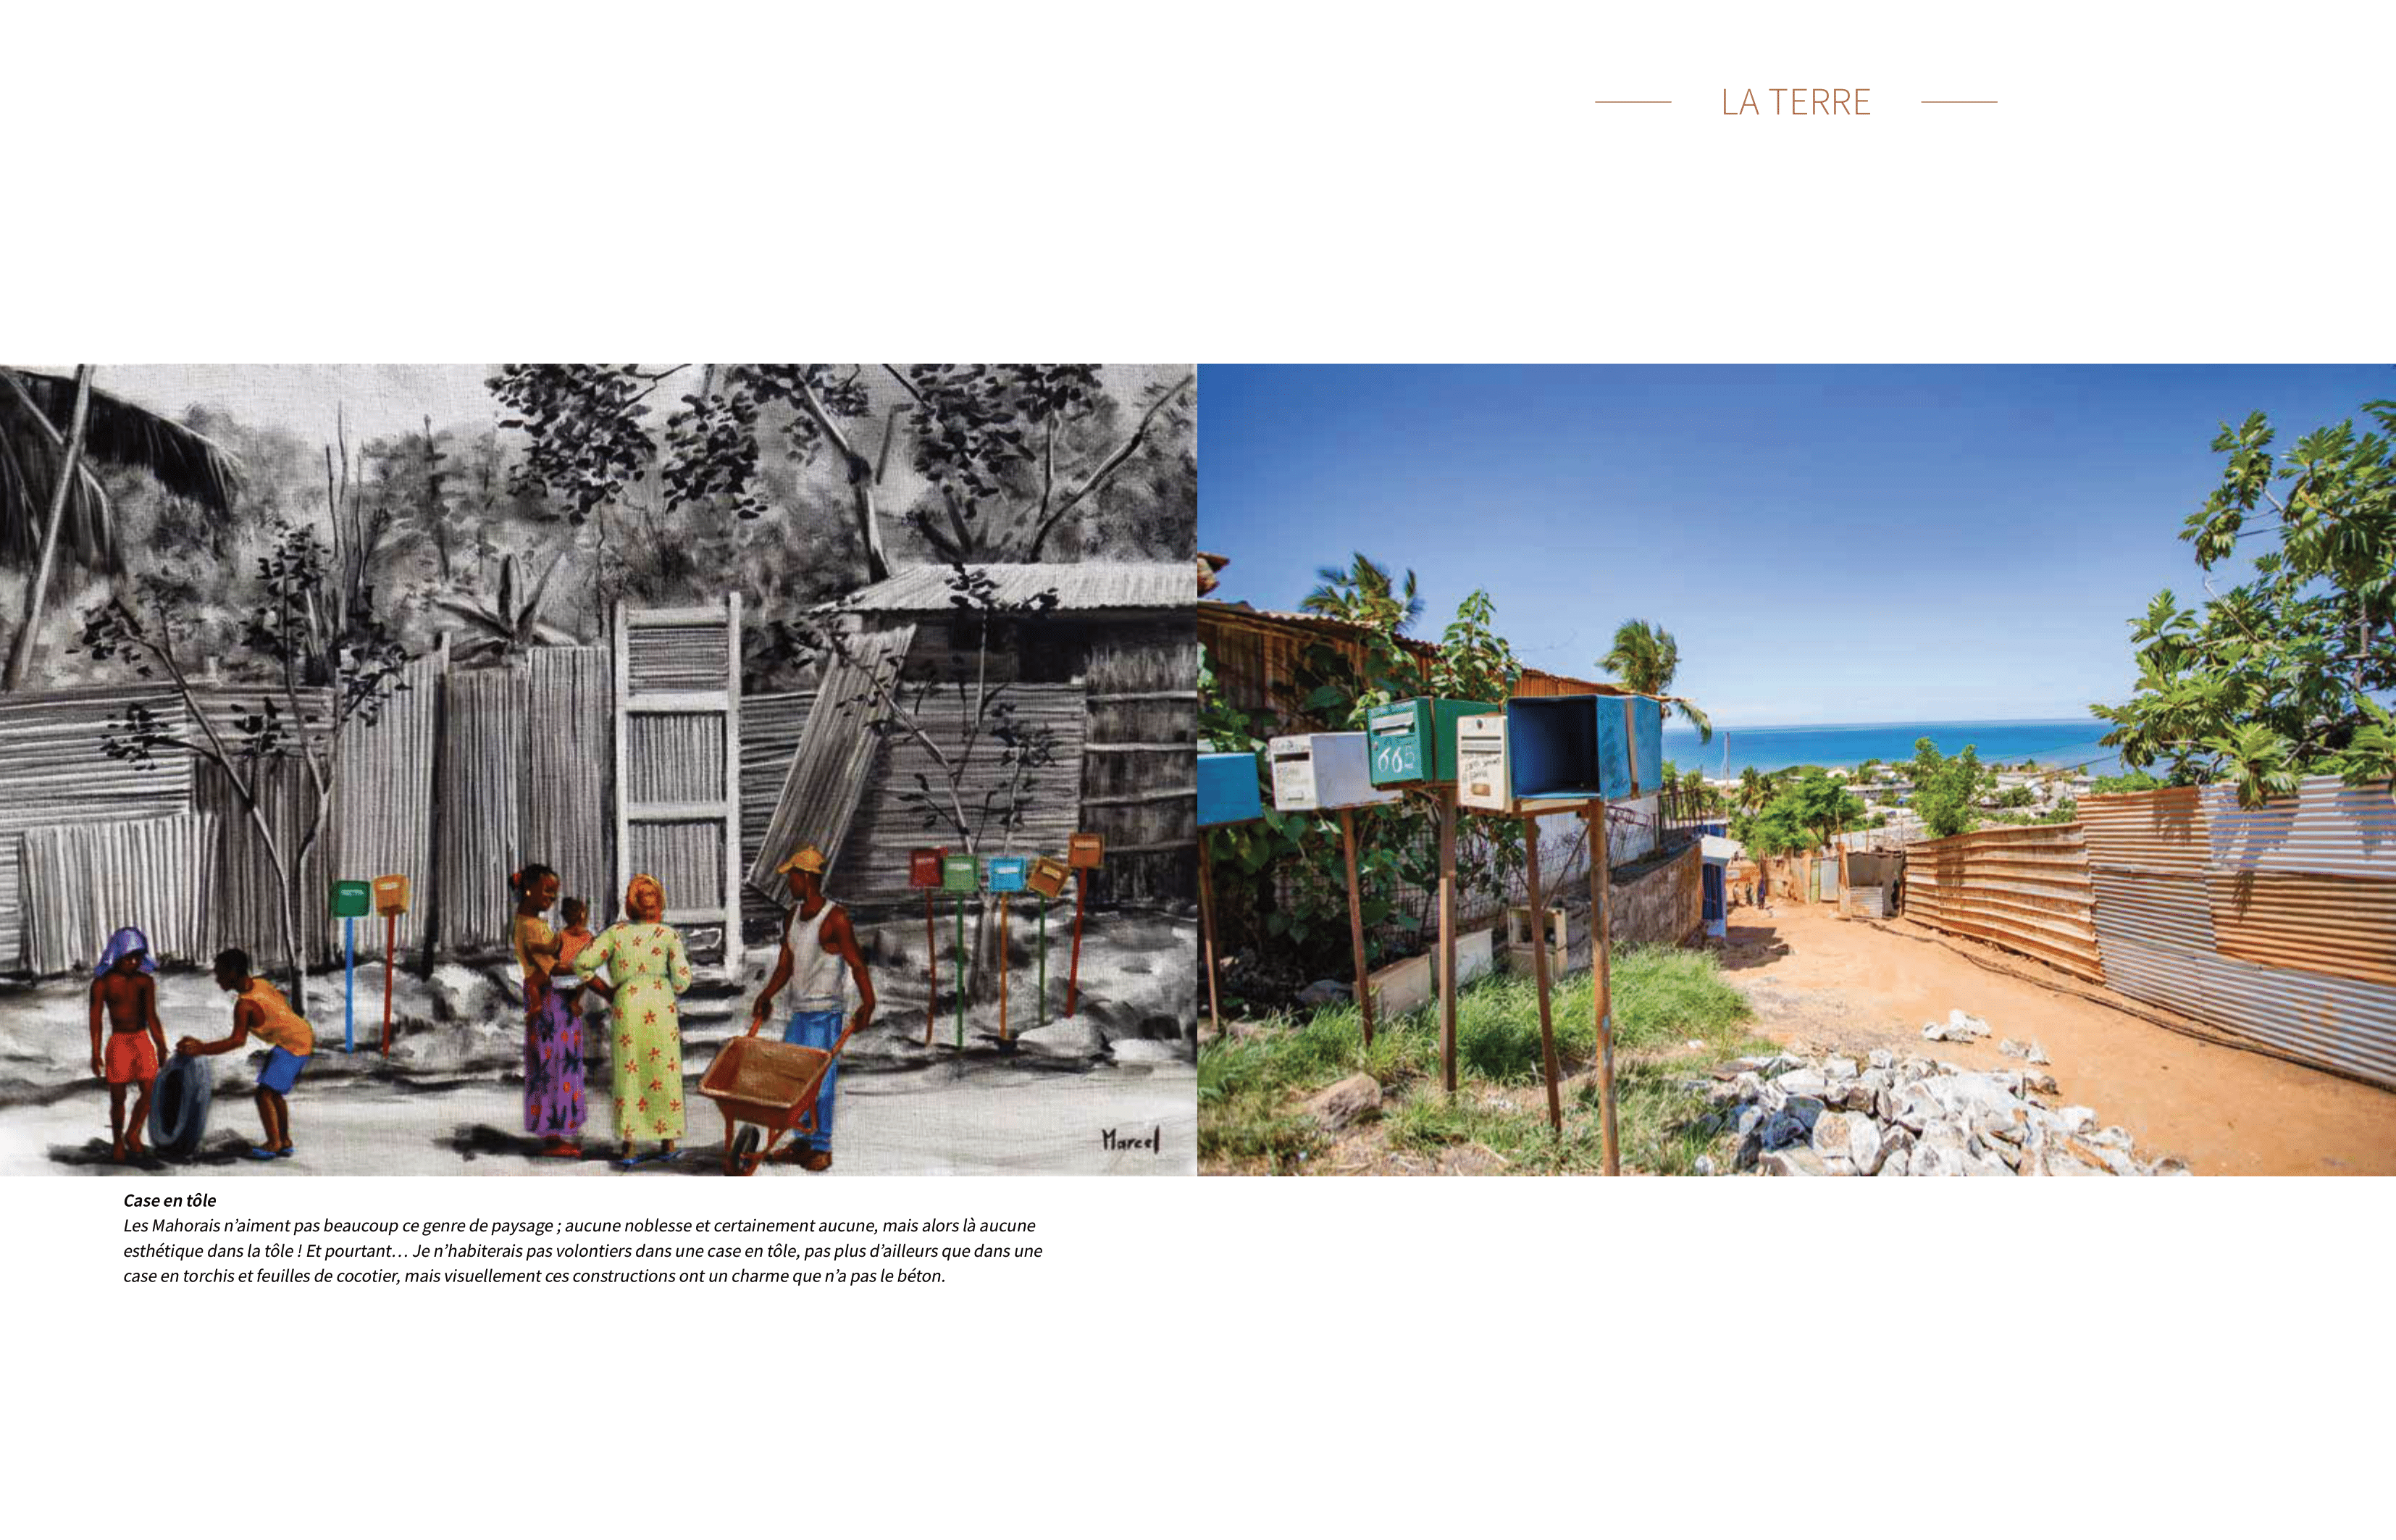 LA TERRE
Marcel
665
Case en tôle
Les Mahorais n’aiment pas beaucoup ce genre de paysage ; aucune noblesse et certainement aucune, mais alors là aucune
esthétique dans la tôle ! Et pourtant… Je n’habiterais pas volontiers dans une case en tôle, pas plus d’ailleurs que dans une
case en torchis et feuilles de cocotier, mais visuellement ces constructions ont un charme que n’a pas le béton.